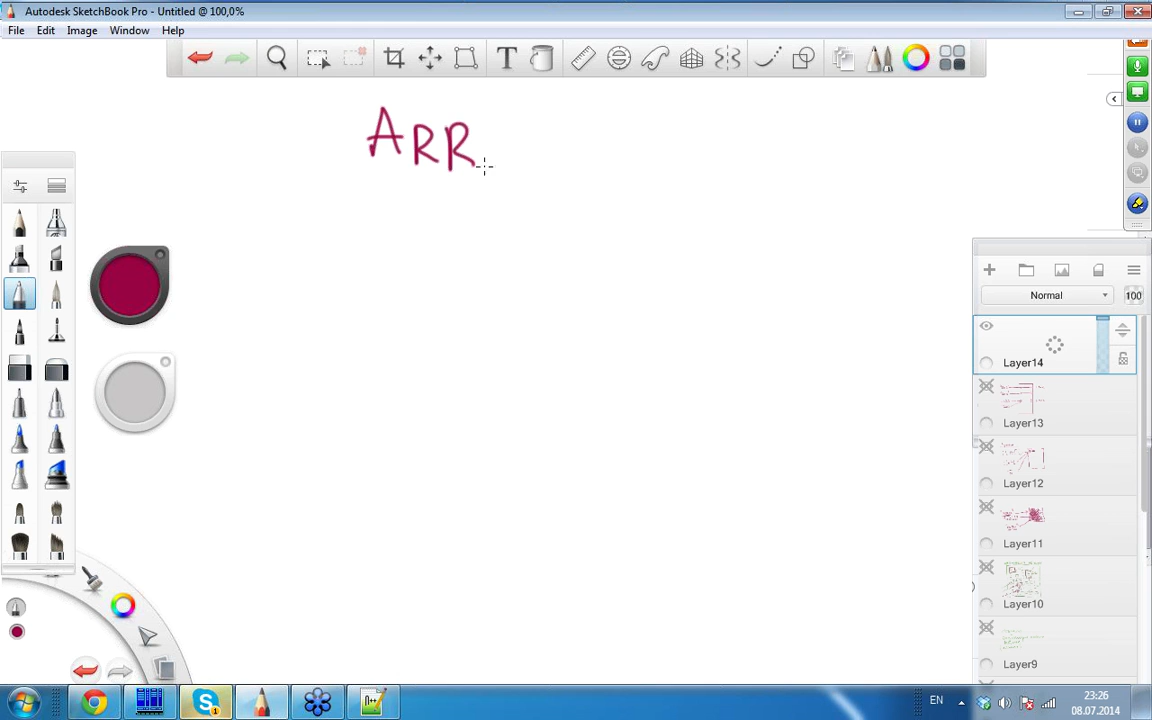 Autodesk SketchBook Pro - Untitled @ 100,0%
File Edit Image Window Help
ARR
Normal 100
Layer14
Layer13
Layer12
Layer11
Layer10
Layer9
EN 23:26
08.07.2014